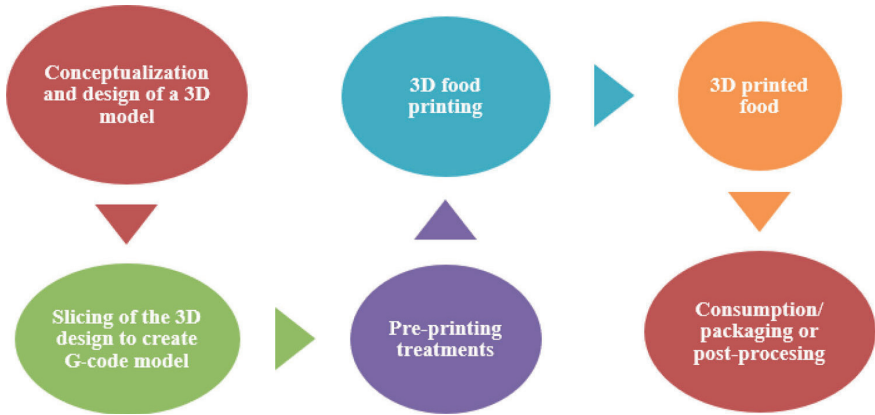 Conceptualization
and design of a 3D
model
Slicing of the 3D
design to create
G-code model
Pre-printing
treatments
3D food
printing
3D printed
food
Consumption/
packaging or
post-procesing